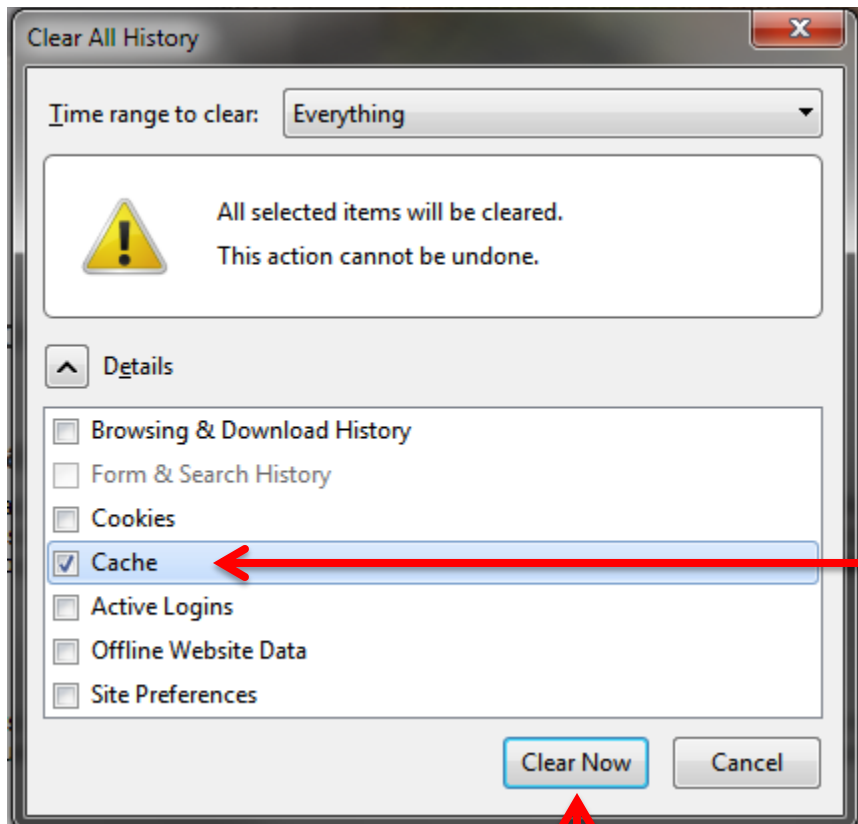 Clear All History
Time range to clear: Everything
All selected items will be cleared.
This action cannot be undone.
Details
Browsing & Download History
Form & Search History
Cookies
Cache
Active Logins
Offline Website Data
Site Preferences
Clear Now Cancel